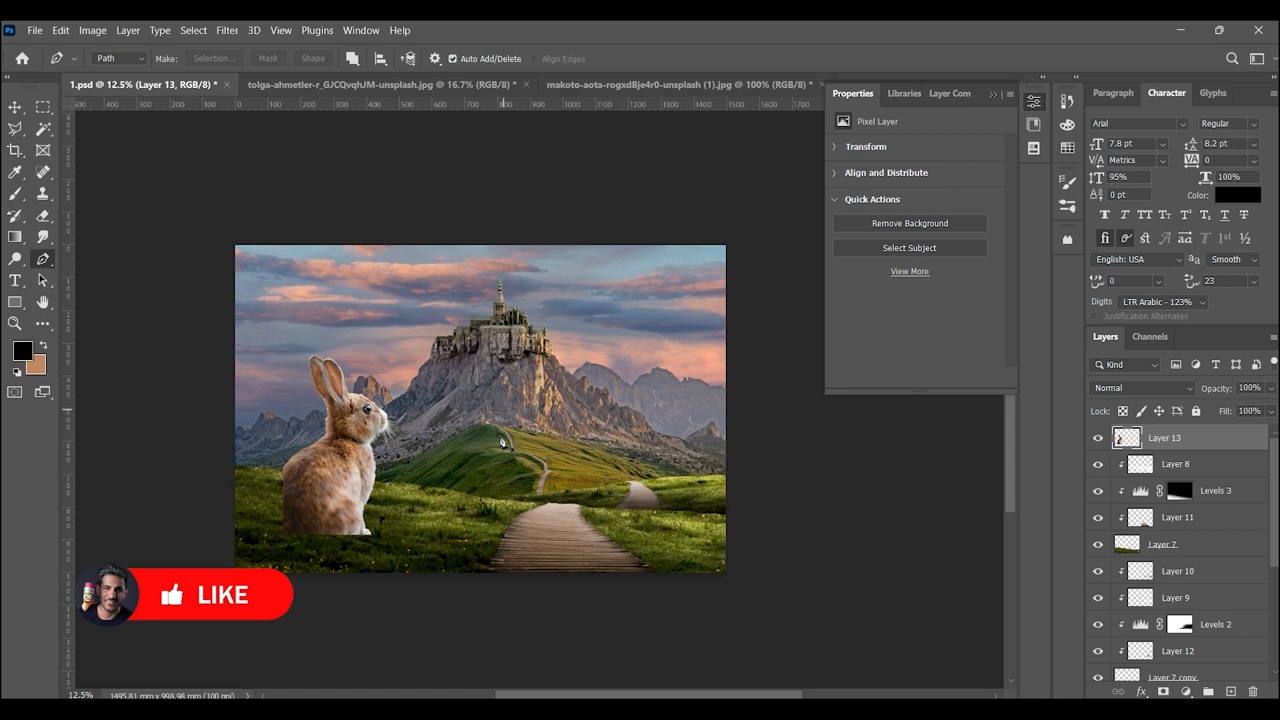 Ps File Edit Image Layer Type Select Filter 3D View Plugins Window Help
Path Make: Selection... Mask Shape Auto Add/Delete Align Edges
1.psd @ 12.5% (Layer 13, RGB/8) * × tolga-ahmetler-r_GJCQvqhJM-unsplash.jpg @ 16.7% (RGB/8) * × makoto-aota-rogxdBje4r0-unsplash (1).jpg @ 100% (RGB/8) * ×
Properties Libraries Layer Com
Pixel Layer
Transform
Align and Distribute
Quick Actions
Remove Background
Select Subject
View More
Paragraph Character Glyphs
Arial Regular
7.8 pt 8.2 pt
Metrics 0
95% 100%
0 pt Color:
English: USA Smooth
0 23
Digits LTR Arabic - 123%
Justification Alternates
Layers Channels
Kind
Normal Opacity: 100%
Lock: Fill: 100%
Layer 13
Layer 8
Levels 3
Layer 11
Layer 7
Layer 10
Layer 9
Levels 2
Layer 12
Layer 7 copy
LIKE
12.5% 1495.81 mm x 998.98 mm (100 ppi)